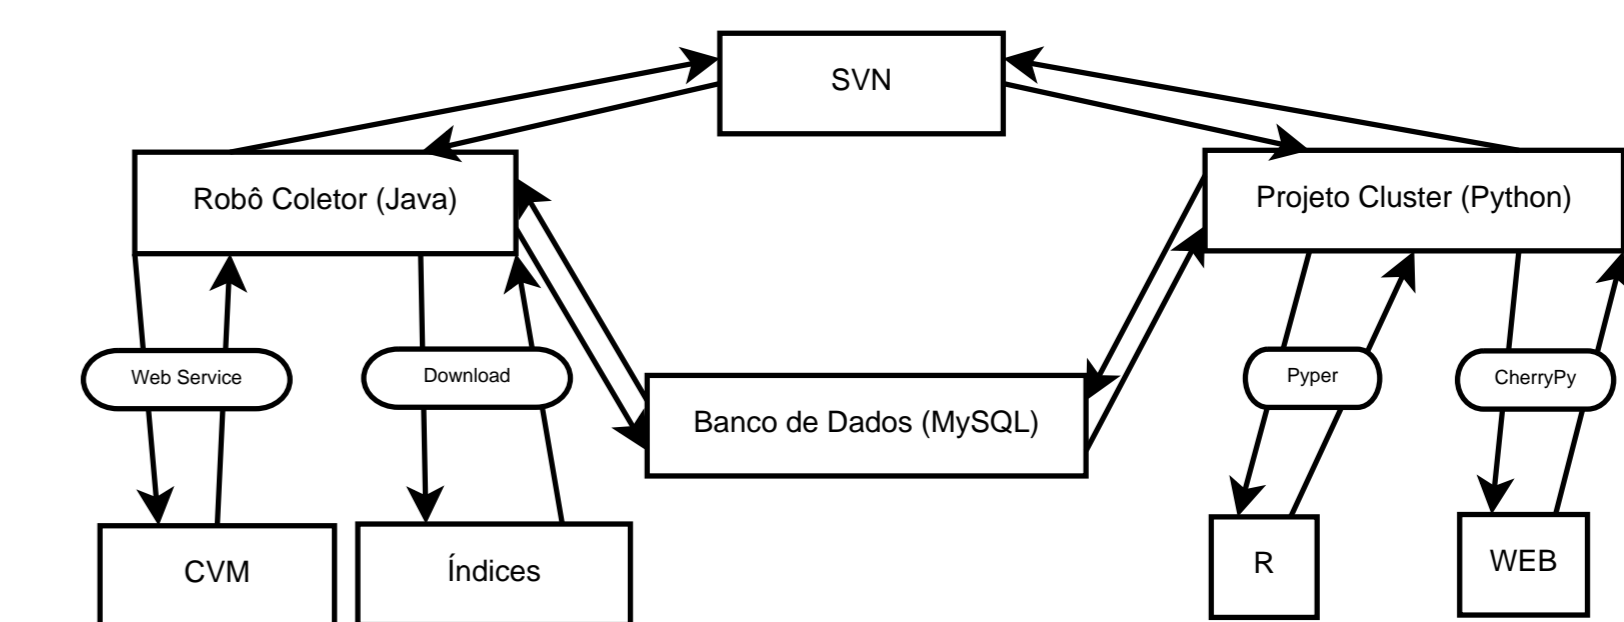 SVN
Robô Coletor (Java)
Projeto Cluster (Python)
Web Service
Download
Pyper
CherryPy
Banco de Dados (MySQL)
CVM
Índices
R
WEB